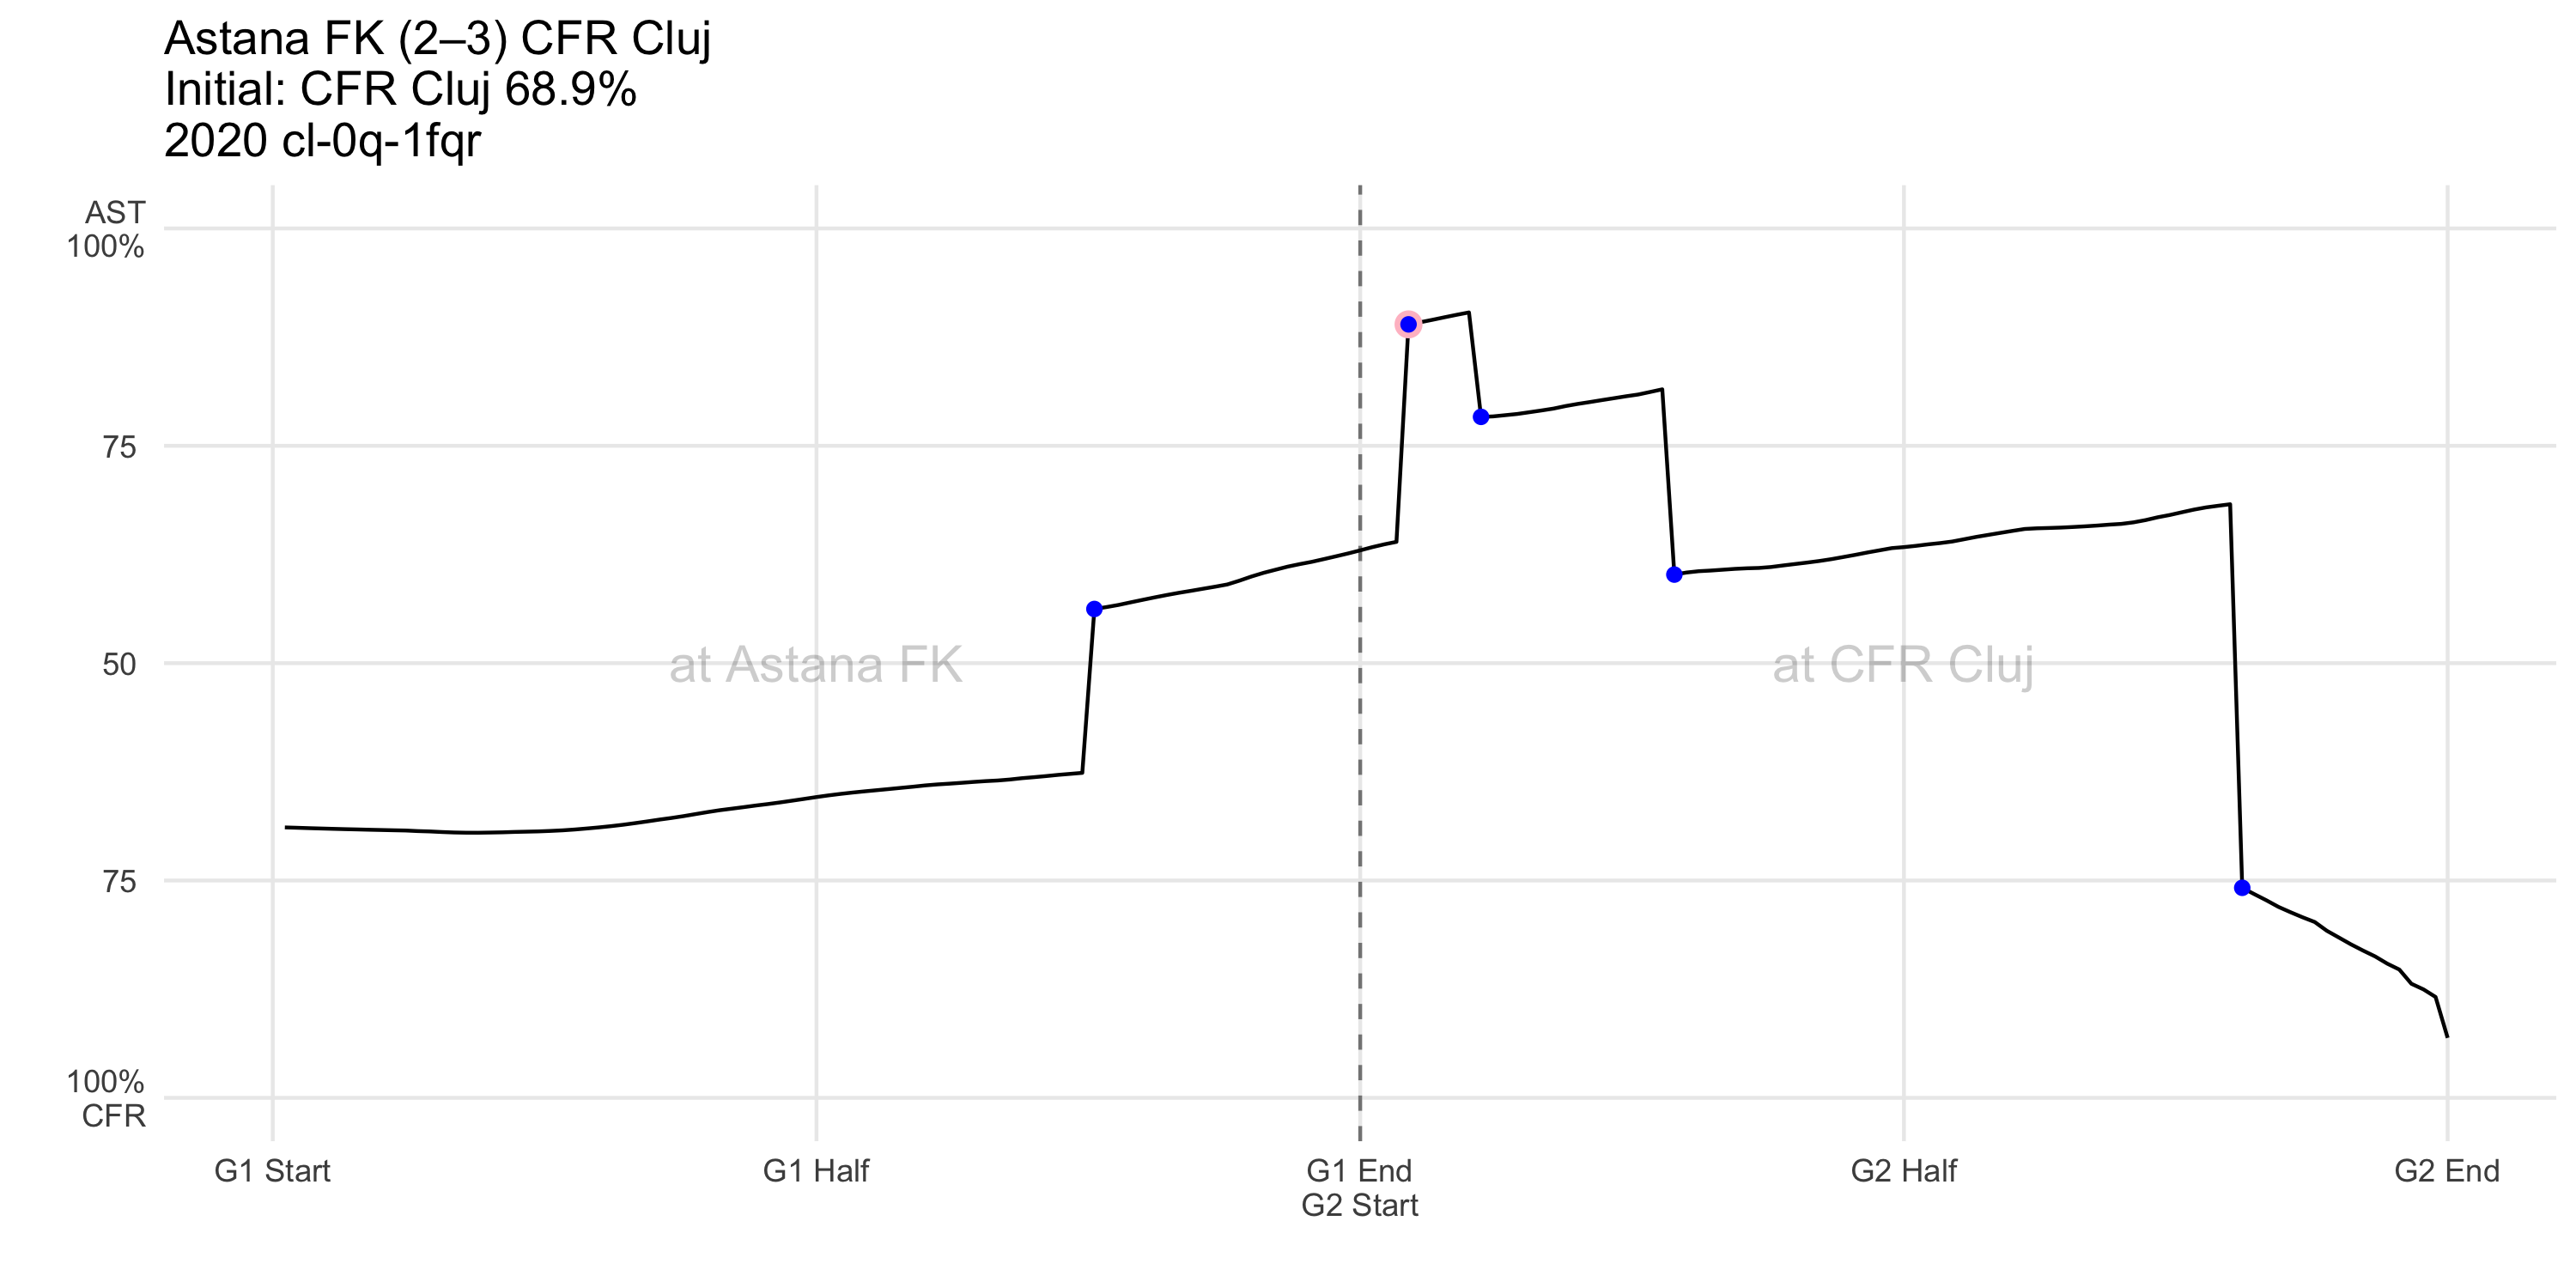 Astana FK (2–3) CFR Cluj
Initial: CFR Cluj 68.9%
2020 cl-0q-1fqr
AST
100%
75
50
75
100%
CFR
at Astana FK
at CFR Cluj
G1 Start
G1 Half
G1 End
G2 Start
G2 Half
G2 End